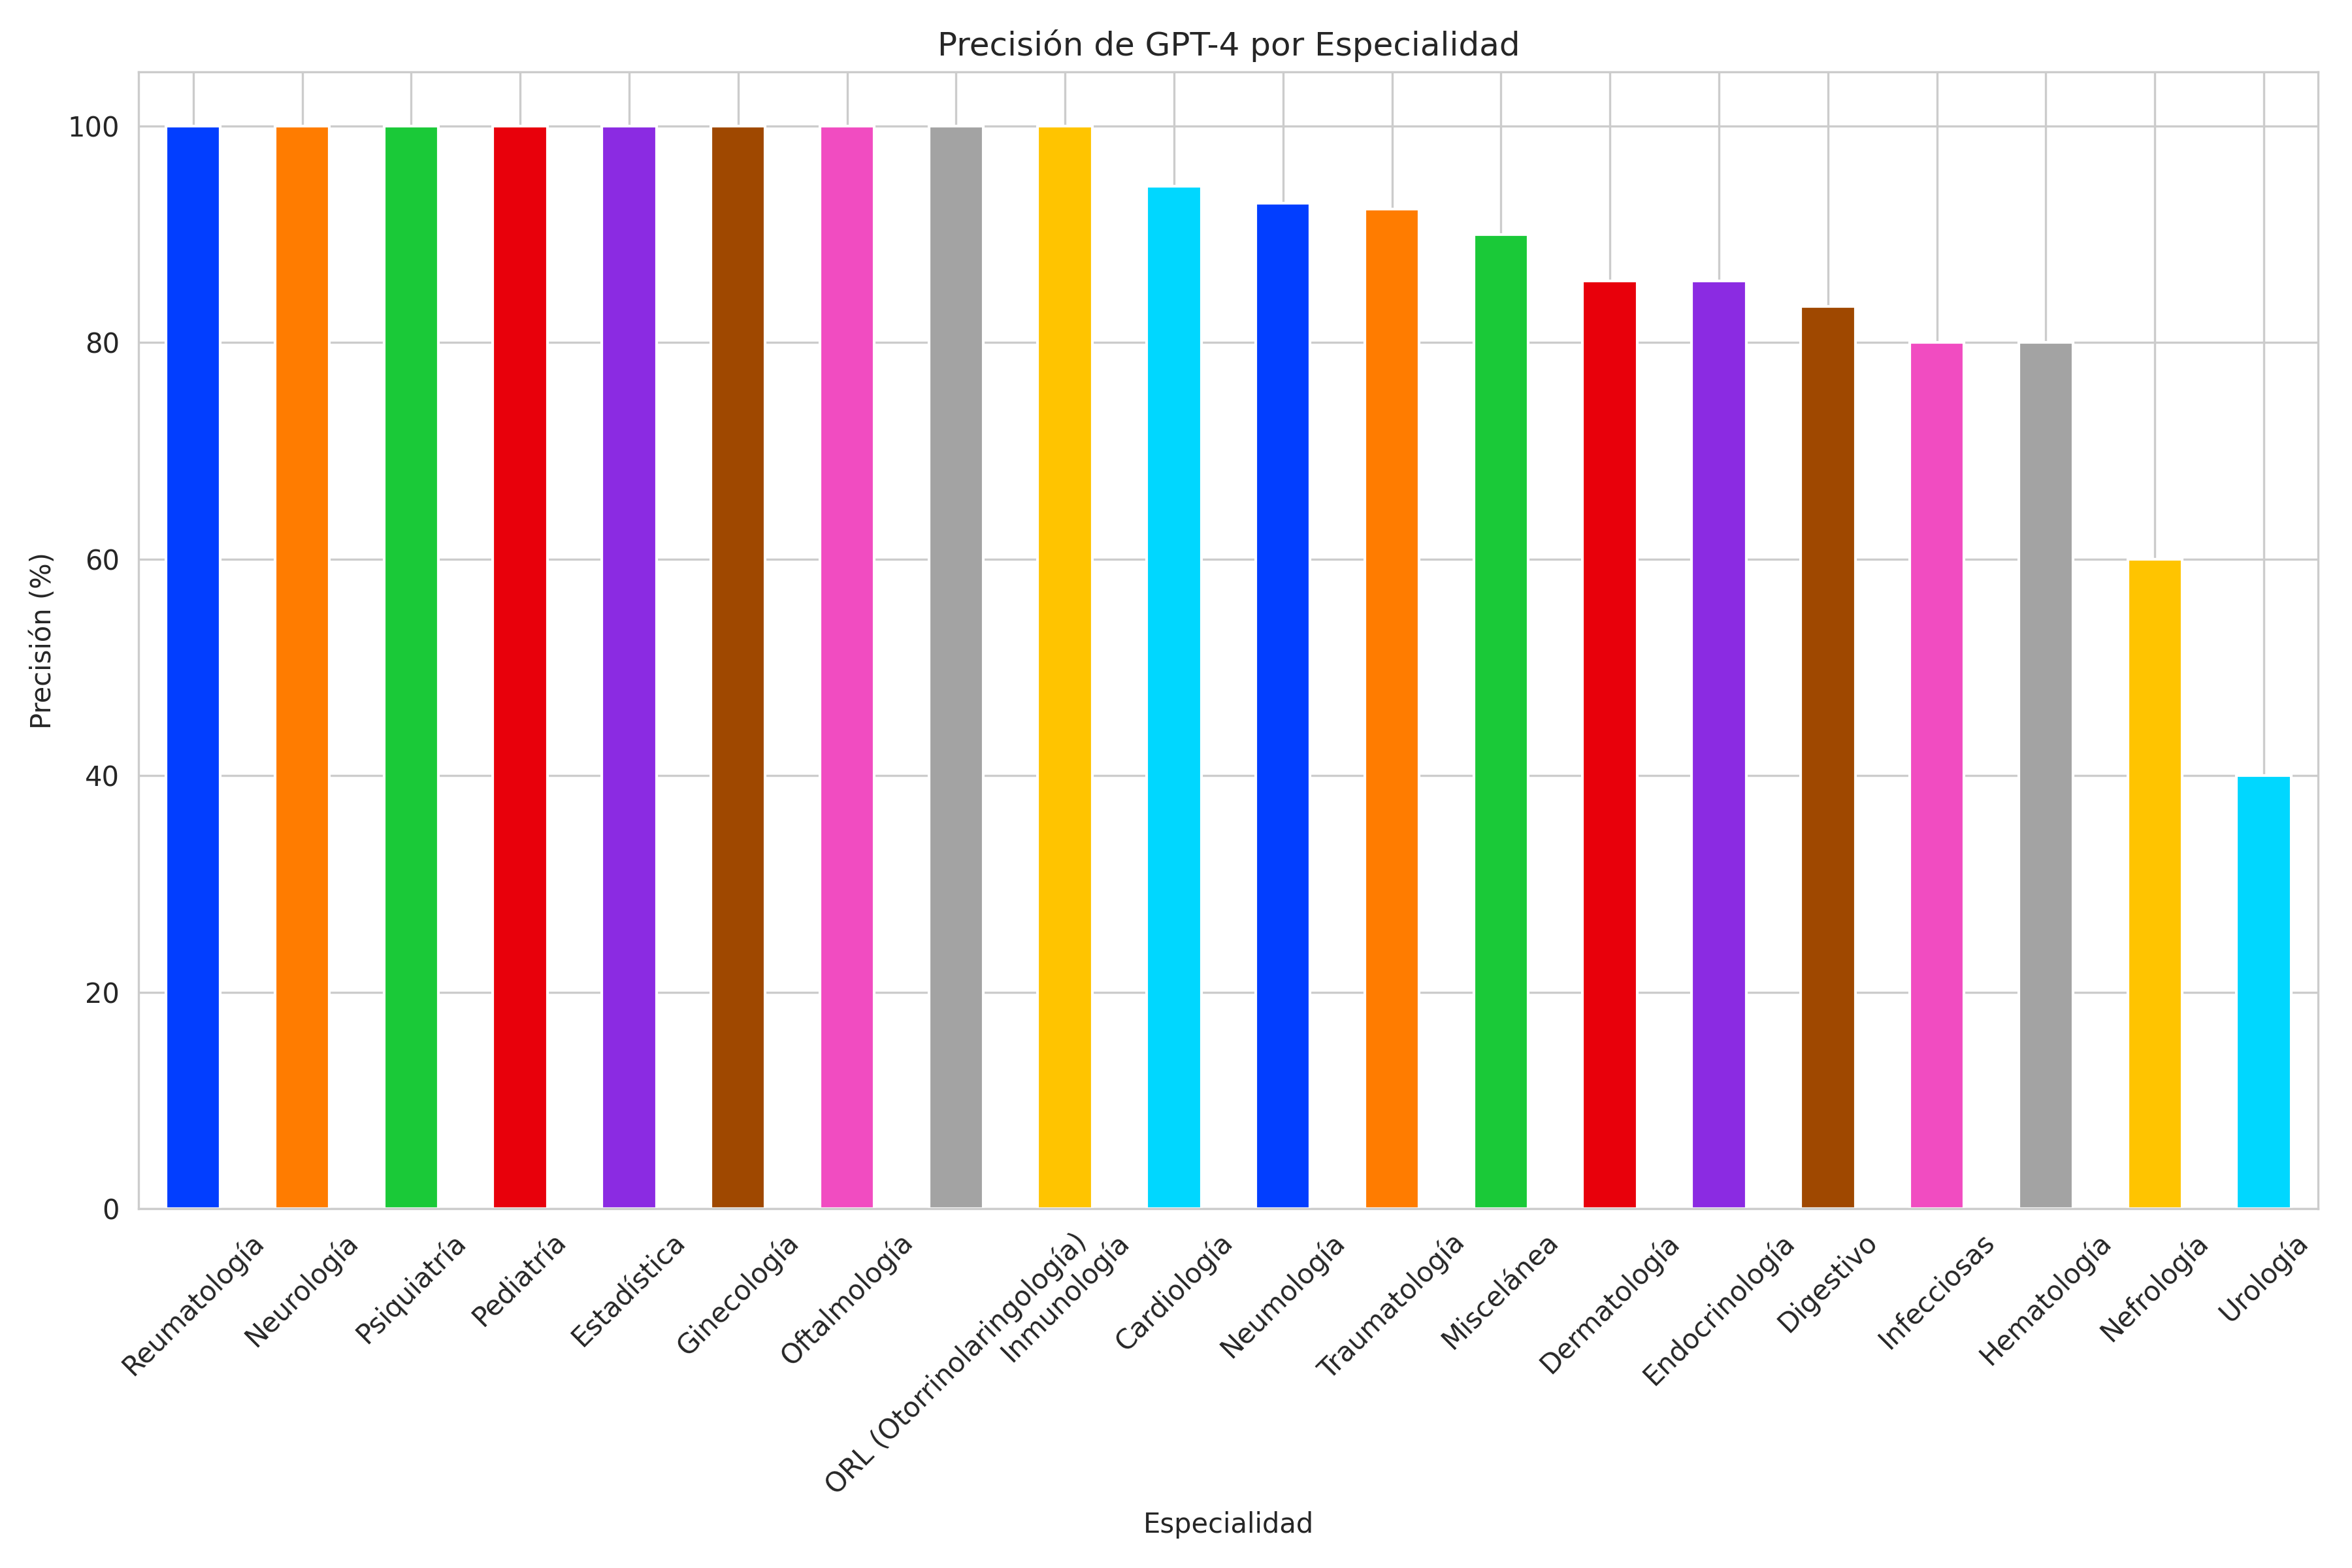 Precisión de GPT-4 por Especialidad
Precisión (%)
100
80
60
40
20
0
Reumatología
Neurología
Psiquiatría
Pediatría
Estadística
Ginecología
Oftalmología
ORL (Otorrinolaringología)
Inmunología
Cardiología
Neumología
Traumatología
Miscelánea
Dermatología
Endocrinología
Digestivo
Infecciosas
Hematología
Nefrología
Urología
Especialidad